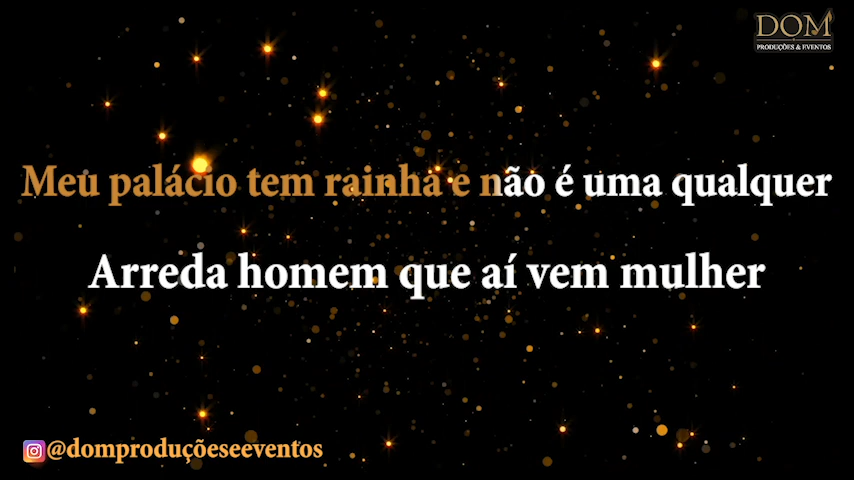 DOM
PRODUÇÕES & EVENTOS
Meu palácio tem rainha e não é uma qualquer
Arreda homem que aí vem mulher
@domproduçõeseeventos